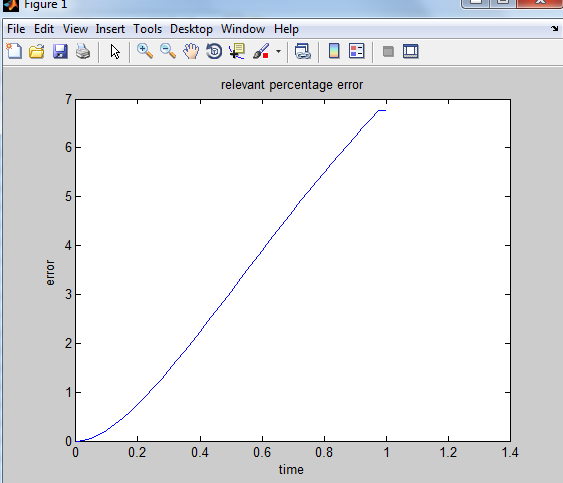 Figure 1
File Edit View Insert Tools Desktop Window Help
relevant percentage error
7
6
5
4
3
2
1
0
error
0 0.2 0.4 0.6 0.8 1 1.2 1.4
time